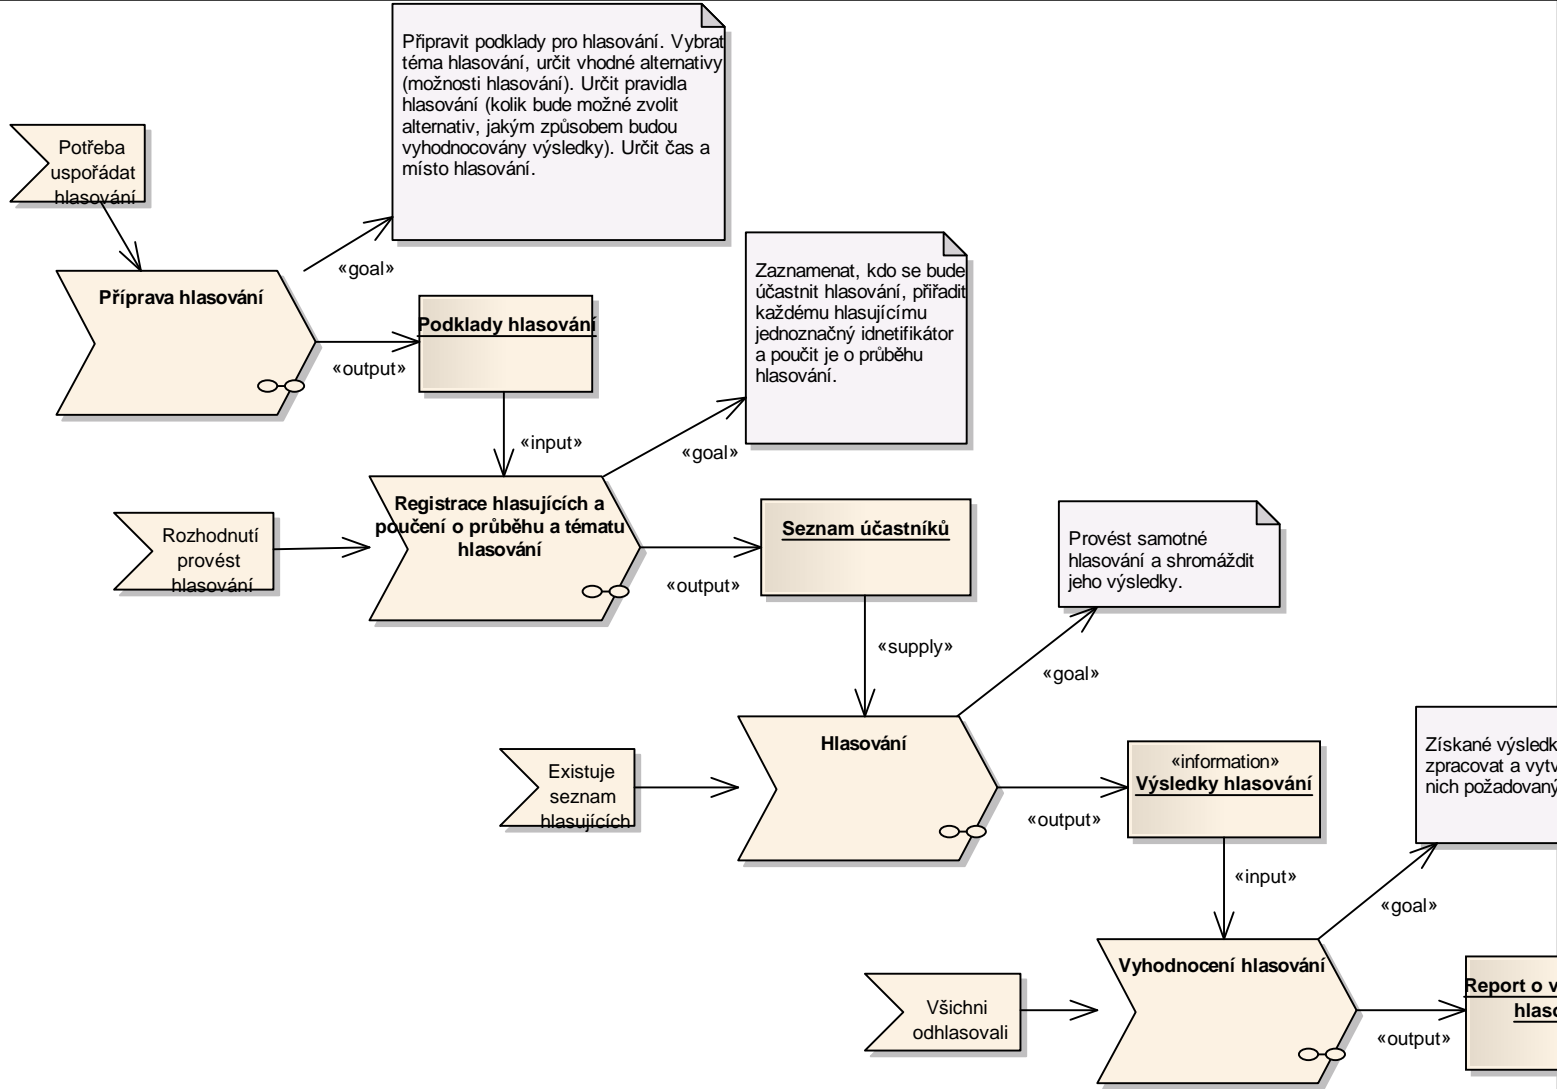 Připravit podklady pro hlasování. Vybrat
téma hlasování, určit vhodné alternativy
(možnosti hlasování). Určit pravidla
hlasování (kolik bude možné zvolit
alternativ, jakým způsobem budou
vyhodnocovány výsledky). Určit čas a
místo hlasování.
Potřeba
uspořádat
hlasování
«goal»
Příprava hlasování
«output»
Podklady hlasování
Zaznamenat, kdo se bude
účastnit hlasování, přiřadit
každému hlasujícímu
jednoznačný idnetifikátor
a poučit je o průběhu
hlasování.
«input»
«goal»
Rozhodnutí
provést
hlasování
Registrace hlasujících a
poučení o průběhu a tématu
hlasování
«output»
Seznam účastníků
Provést samotné
hlasování a shromáždit
jeho výsledky.
«supply»
«goal»
Existuje
seznam
hlasujících
Hlasování
«output»
«information»
Výsledky hlasování
Získané výsledk
zpracovat a vytv
nich požadovaný
«input»
«goal»
Všichni
odhlasovali
Vyhodnocení hlasování
«output»
Report o v
hlaso